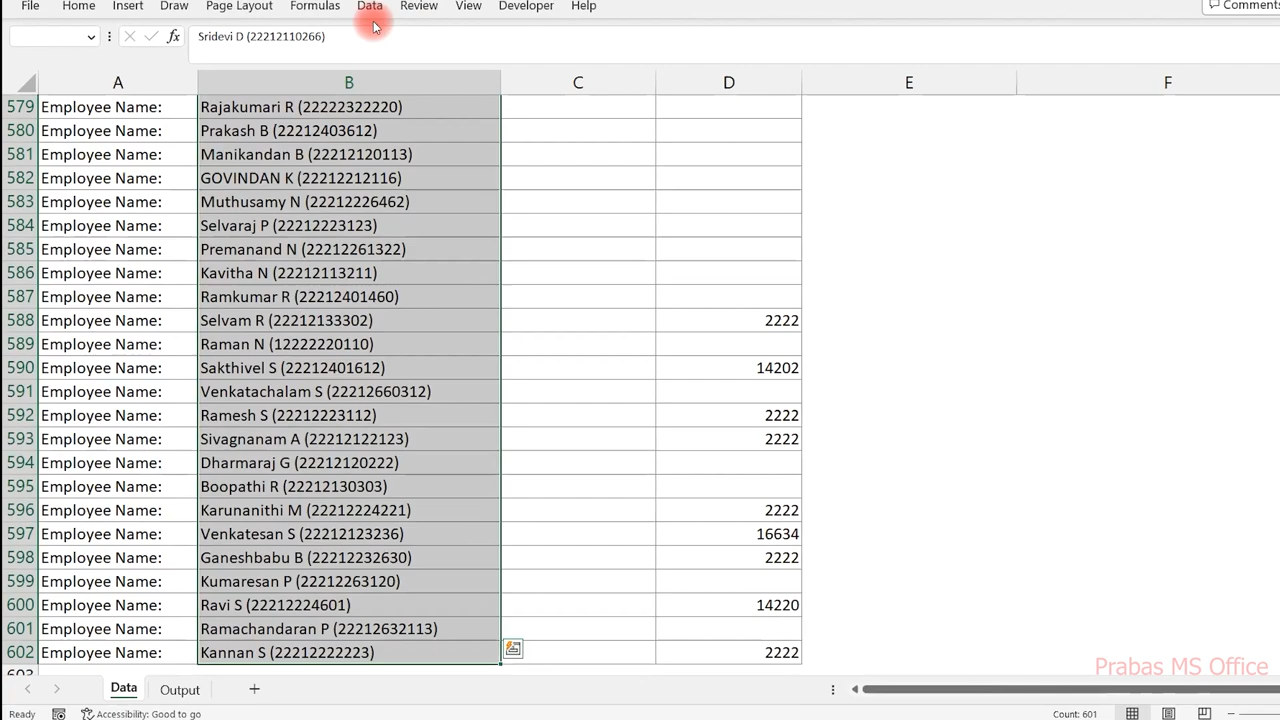 File Home Insert Draw Page Layout Formulas Data Review View Developer Help Comments
fx Sridevi D (22212110266)
A B C D E F
579 Employee Name: Rajakumari R (22222322220)
580 Employee Name: Prakash B (22212403612)
581 Employee Name: Manikandan B (22212120113)
582 Employee Name: GOVINDAN K (22212212116)
583 Employee Name: Muthusamy N (22212226462)
584 Employee Name: Selvaraj P (22212223123)
585 Employee Name: Premanand N (22212261322)
586 Employee Name: Kavitha N (22212113211)
587 Employee Name: Ramkumar R (22212401460)
588 Employee Name: Selvam R (22212133302) 2222
589 Employee Name: Raman N (12222220110)
590 Employee Name: Sakthivel S (22212401612) 14202
591 Employee Name: Venkatachalam S (22212660312)
592 Employee Name: Ramesh S (22212223112) 2222
593 Employee Name: Sivagnanam A (22212122123) 2222
594 Employee Name: Dharmaraj G (22212120222)
595 Employee Name: Boopathi R (22212130303)
596 Employee Name: Karunanithi M (22212224221) 2222
597 Employee Name: Venkatesan S (22212123236) 16634
598 Employee Name: Ganeshbabu B (22212232630) 2222
599 Employee Name: Kumaresan P (22212263120)
600 Employee Name: Ravi S (22212224601) 14220
601 Employee Name: Ramachandran P (22212632113)
602 Employee Name: Kannan S (22212222223) 2222
603
Prabas MS Office
Data Output
Ready Accessibility: Good to go Count: 601